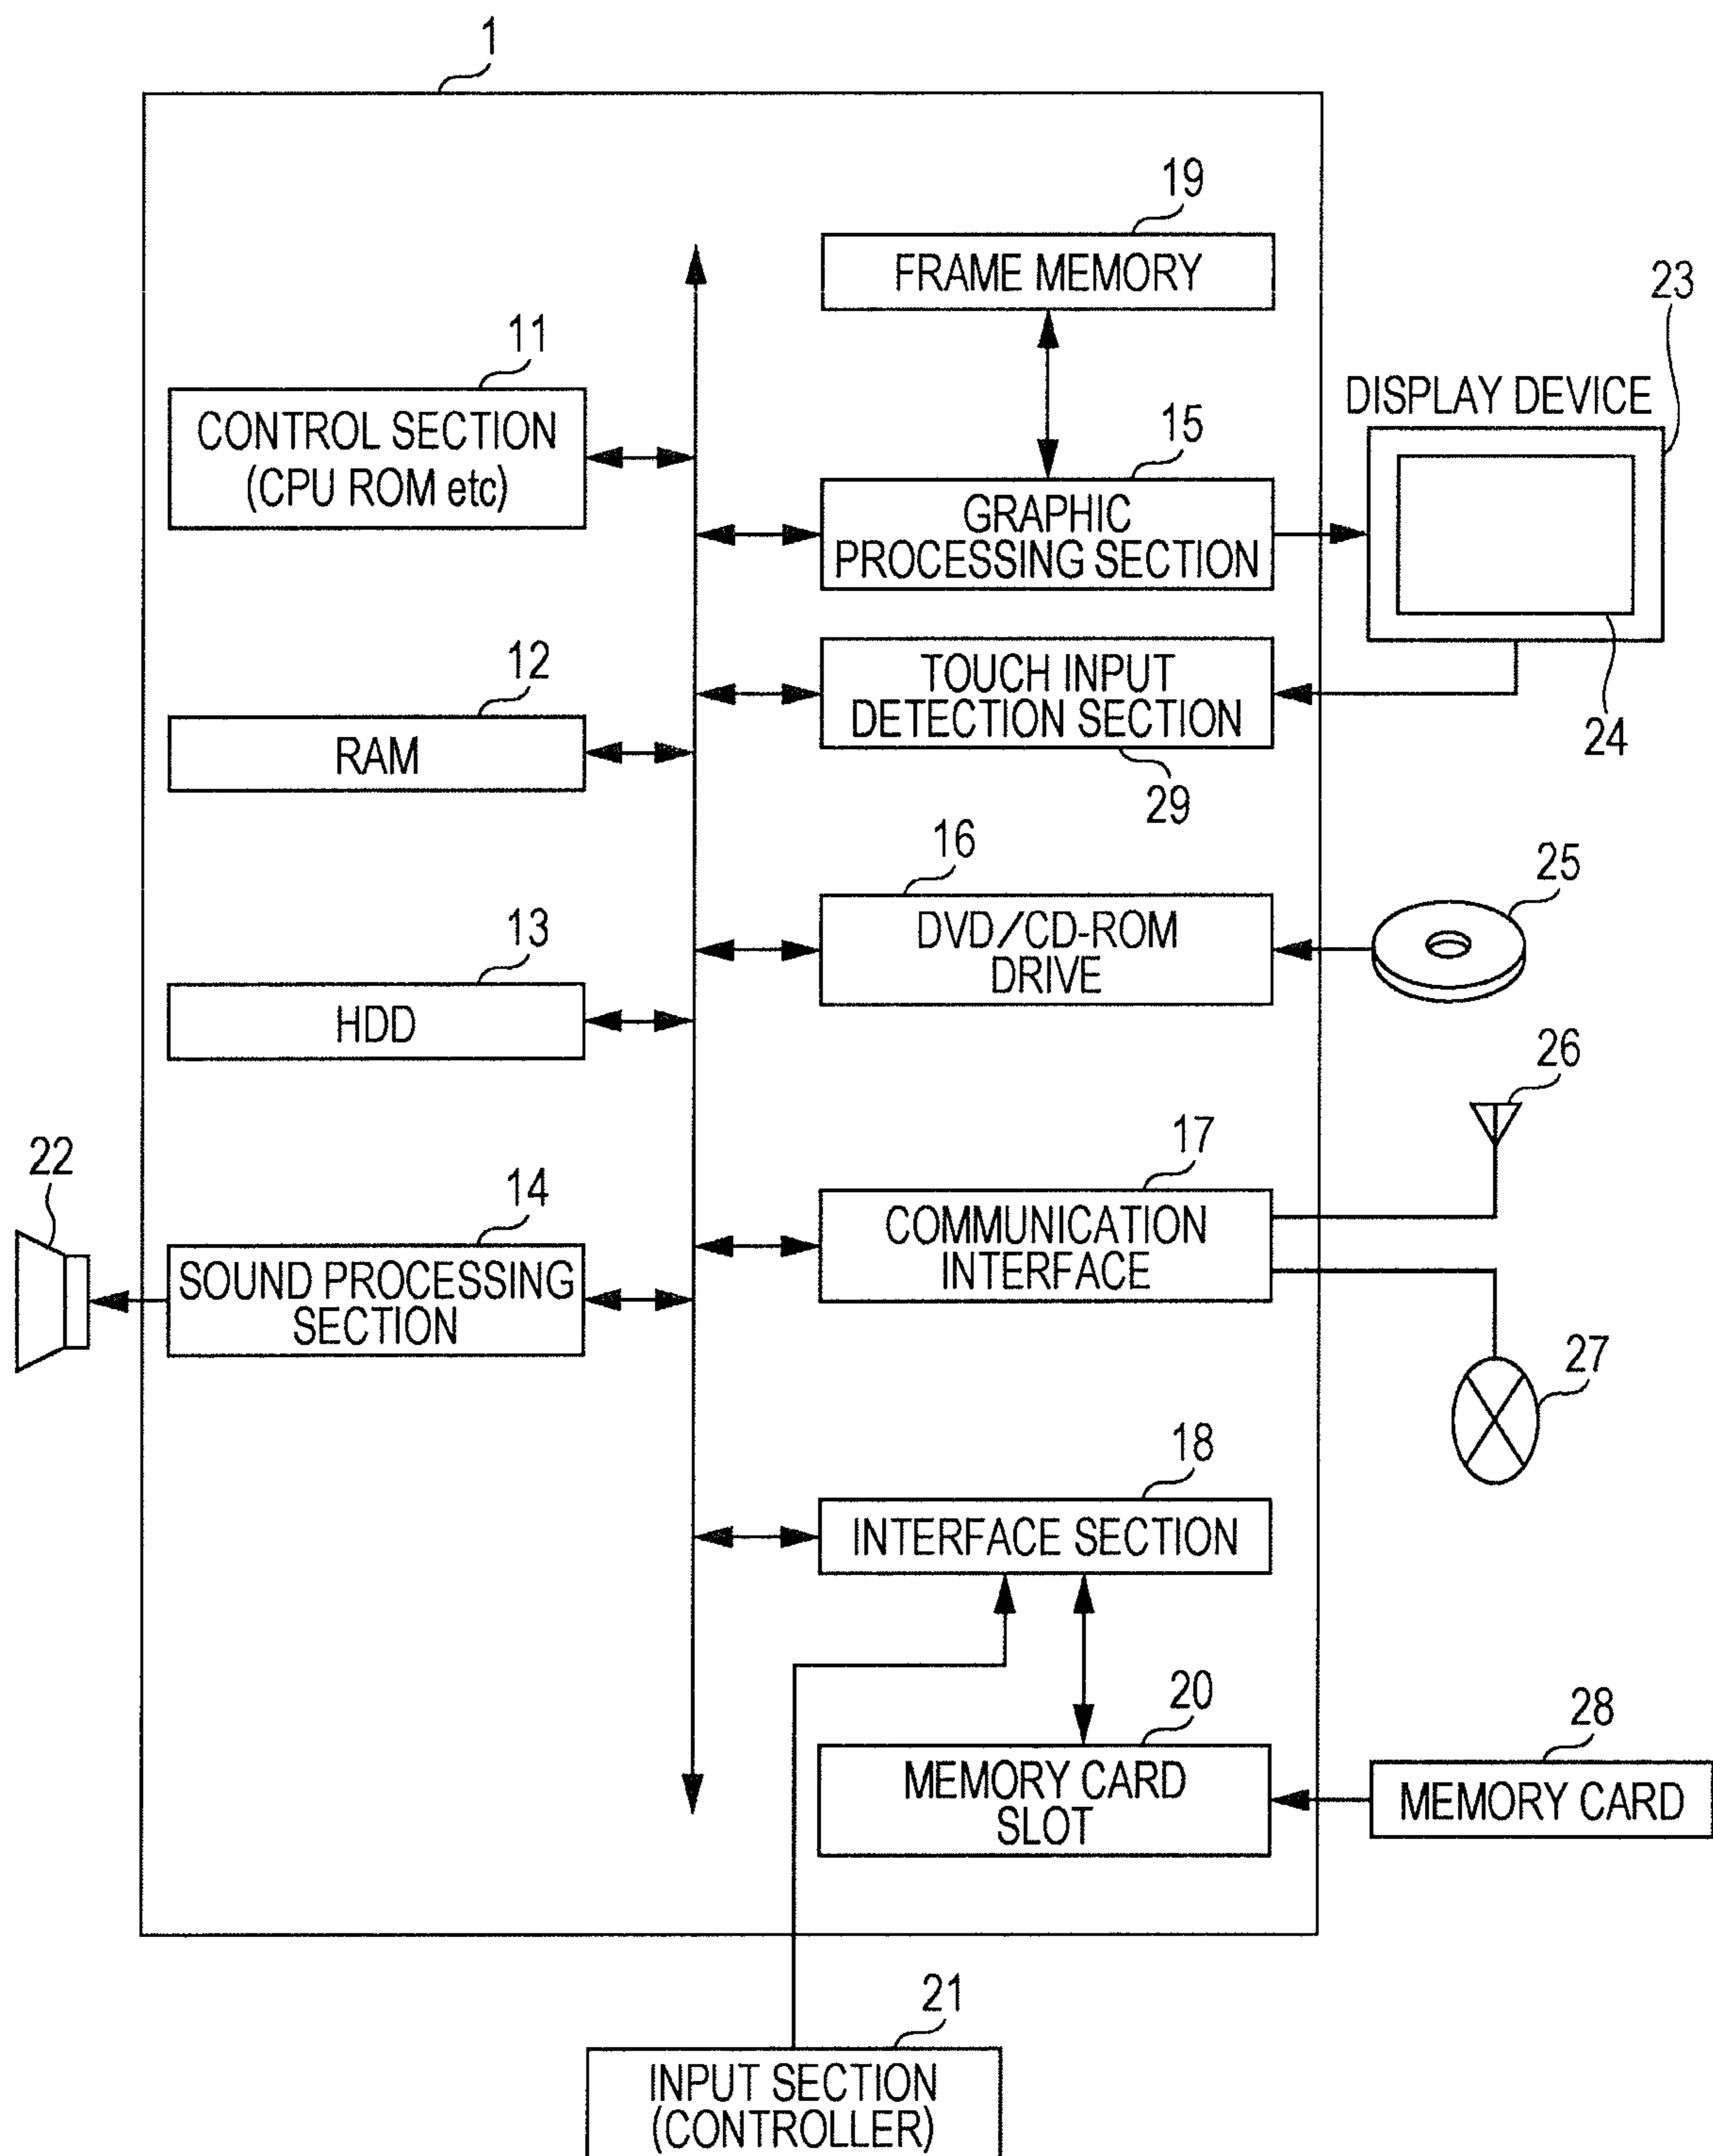 1
19
FRAME MEMORY
23
11
CONTROL SECTION
(CPU ROM etc)
DISPLAY DEVICE
15
GRAPHIC
PROCESSING SECTION
12
RAM
TOUCH INPUT
DETECTION SECTION
24
29
16
DVD/CD-ROM
DRIVE
25
13
HDD
26
22
14
SOUND PROCESSING
SECTION
17
COMMUNICATION
INTERFACE
27
18
INTERFACE SECTION
20
MEMORY CARD
SLOT
28
MEMORY CARD
21
INPUT SECTION
(CONTROLLER)